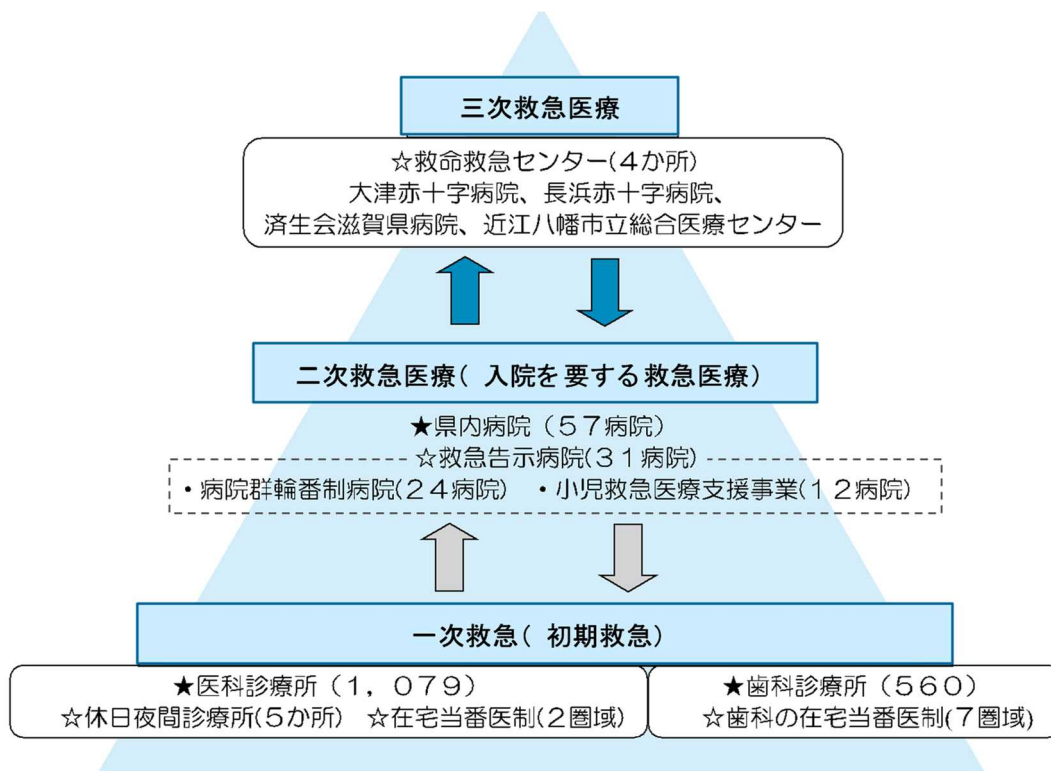 三次救急医療
☆救命救急センター(4か所)
大津赤十字病院、長浜赤十字病院、
済生会滋賀県病院、近江八幡市立総合医療センター
二次救急医療( 入院を要する救急医療)
★県内病院（57病院）
☆救急告示病院(31病院)
・病院群輪番制病院(24病院) ・小児救急医療支援事業(12病院)
一次救急( 初期救急)
★医科診療所（1，079）
☆休日夜間診療所(5か所) ☆在宅当番医制(2圏域)
★歯科診療所（560）
☆歯科の在宅当番医制(7圏域)